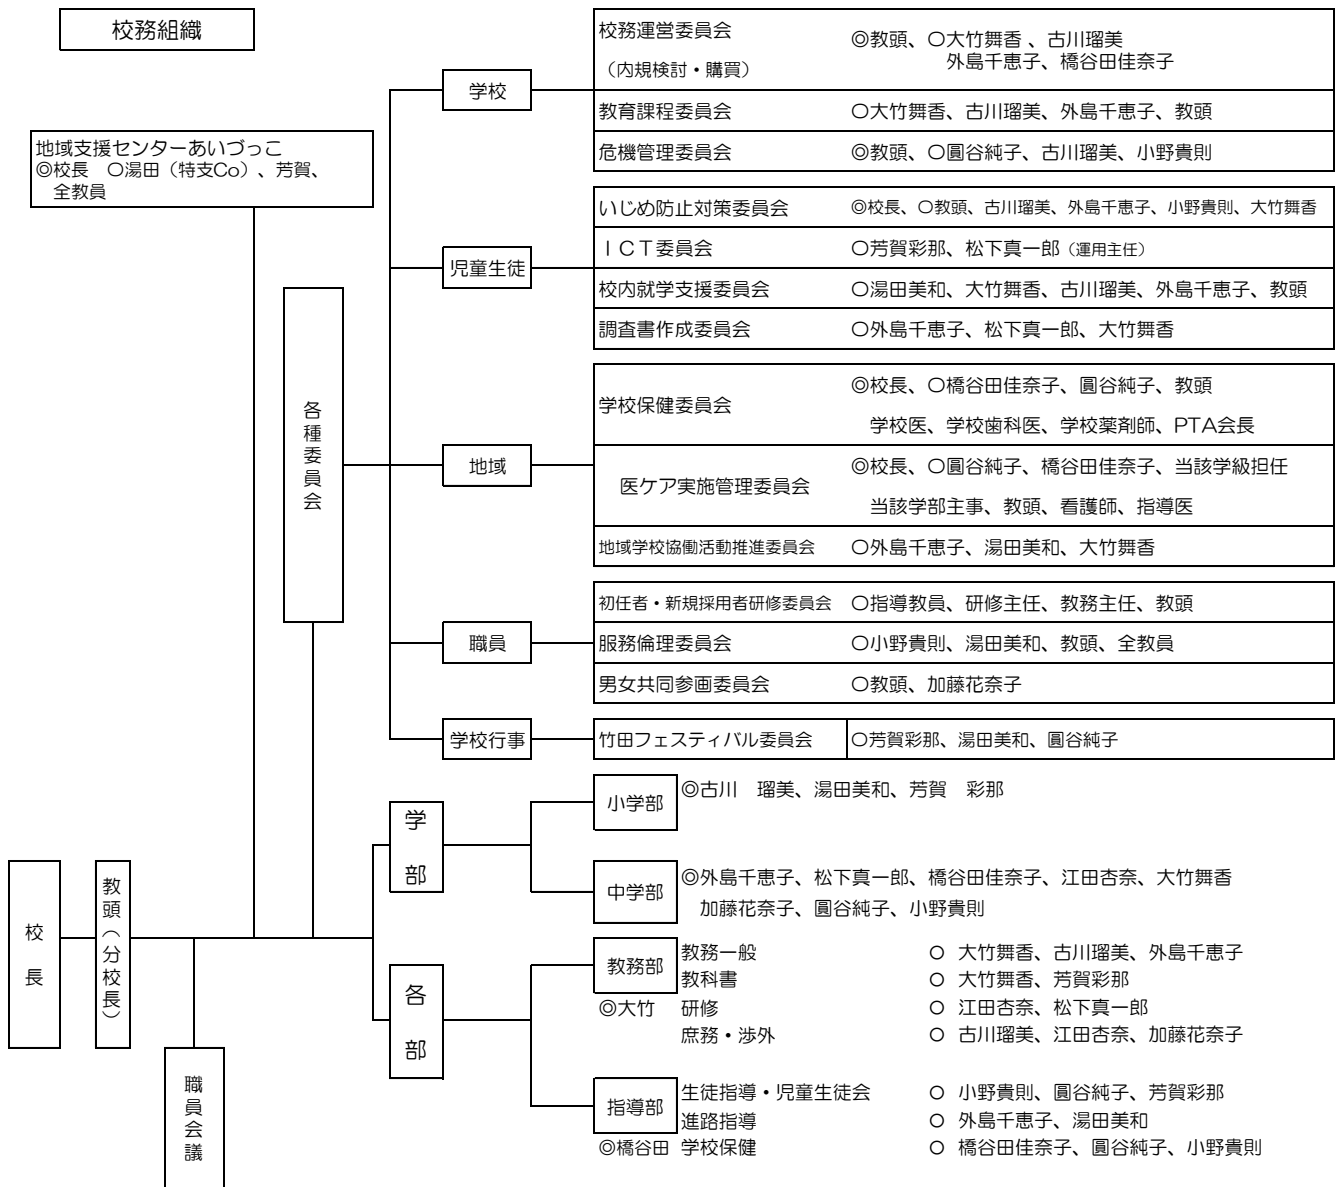 校務組織
地域支援センターあいづっこ
◎校長　〇湯田（特支Co）、芳賀、
全教員
各種委員会
学校
校務運営委員会
（内規検討・購買）
◎教頭、〇大竹舞香 、古川瑠美
外島千恵子、橋谷田佳奈子
教育課程委員会　〇大竹舞香、古川瑠美、外島千恵子、教頭
危機管理委員会　◎教頭、〇圓谷純子、古川瑠美、小野貴則
児童生徒
いじめ防止対策委員会　◎校長、〇教頭、古川瑠美、外島千恵子、小野貴則、大竹舞香
ＩＣＴ委員会　〇芳賀彩那、松下真一郎（運用主任）
校内就学支援委員会　〇湯田美和、大竹舞香、古川瑠美、外島千恵子、教頭
調査書作成委員会　〇外島千恵子、松下真一郎、大竹舞香
地域
学校保健委員会
◎校長、〇橋谷田佳奈子、圓谷純子、教頭
学校医、学校歯科医、学校薬剤師、PTA会長
医ケア実施管理委員会
◎校長、〇圓谷純子、橋谷田佳奈子、当該学級担任
当該学部主事、教頭、看護師、指導医
地域学校協働活動推進委員会　〇外島千恵子、湯田美和、大竹舞香
職員
初任者・新規採用者研修委員会　〇指導教員、研修主任、教務主任、教頭
服務倫理委員会　〇小野貴則、湯田美和、教頭、全教員
男女共同参画委員会　〇教頭、加藤花奈子
学校行事
竹田フェスティバル委員会　〇芳賀彩那、湯田美和、圓谷純子
校長
教頭（分校長）
職員会議
学部
小学部
◎古川　瑠美、湯田美和、芳賀　彩那
中学部
◎外島千恵子、松下真一郎、橋谷田佳奈子、江田杏奈、大竹舞香
加藤花奈子、圓谷純子、小野貴則
各部
教務部
◎大竹
教務一般　〇 大竹舞香、古川瑠美、外島千恵子
教科書　〇 大竹舞香、芳賀彩那
研修　〇 江田杏奈、松下真一郎
庶務・渉外　〇 古川瑠美、江田杏奈、加藤花奈子
指導部
◎橋谷田
生徒指導・児童生徒会　〇 小野貴則、圓谷純子、芳賀彩那
進路指導　〇 外島千恵子、湯田美和
学校保健　〇 橋谷田佳奈子、圓谷純子、小野貴則